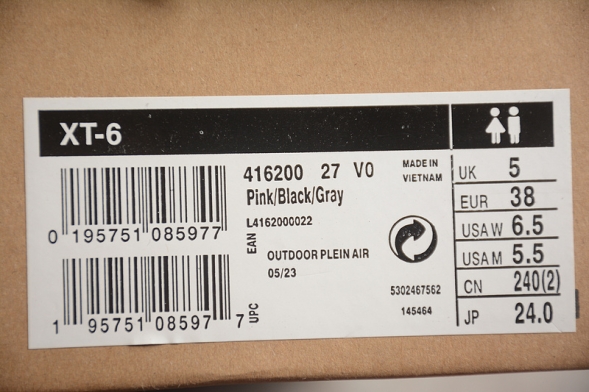 XT-6
416200 27 V0
Pink/Black/Gray
MADE IN
VIETNAM
L4162000022
0 195751 085977
EAN
OUTDOOR PLEIN AIR
05/23
5302467562
145464
1 95751 08597 7
UPC
UK 5
EUR 38
USA W 6.5
USA M 5.5
CN 240(2)
JP 24.0